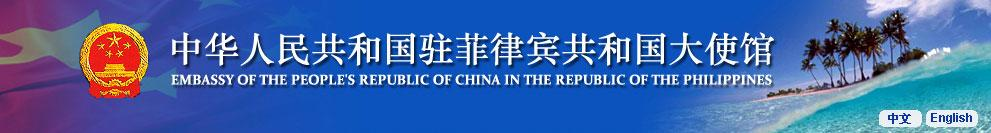 中华人民共和国驻菲律宾共和国大使馆
EMBASSY OF THE PEOPLE'S REPUBLIC OF CHINA IN THE REPUBLIC OF THE PHILIPPINES
中文 English